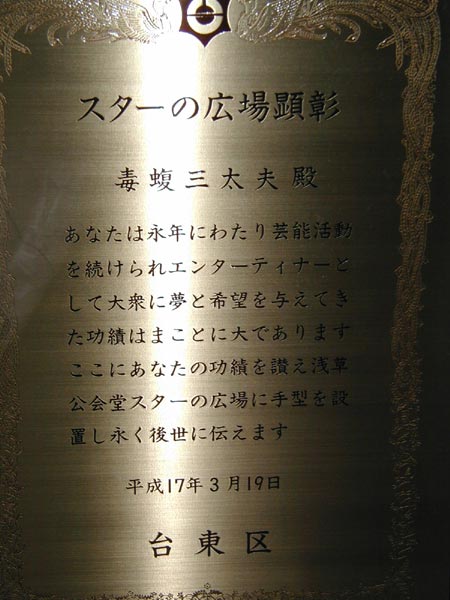 スターの広場顕彰
毒蝮三太夫殿
あなたは永年にわたり芸能活動
を続けられエンターティナーと
して大衆に夢と希望を与えてき
た功績はまことに大であります
ここにあなたの功績を讃え浅草
公会堂スターの広場に手型を設
置し永く後世に伝えます
平成17年3月19日
台東区